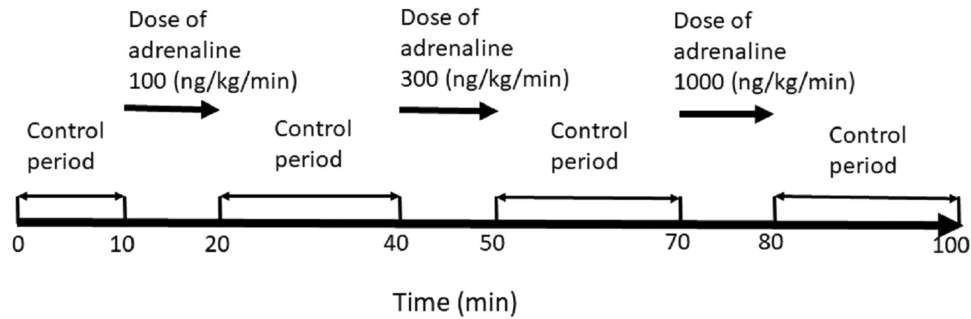 Dose of
adrenaline
100 (ng/kg/min)
Dose of
adrenaline
300 (ng/kg/min)
Dose of
adrenaline
1000 (ng/kg/min)
Control
period
Control
period
Control
period
Control
period
0 10 20 40 50 70 80 100
Time (min)